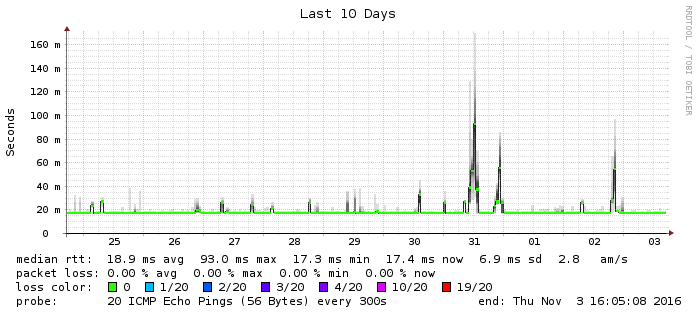 Last 10 Days
RRDTOOL / TOBI OETIKER
Seconds
160 m
140 m
120 m
100 m
80 m
60 m
40 m
20 m
0
25 26 27 28 29 30 31 01 02 03
median rtt: 18.9 ms avg 93.0 ms max 17.3 ms min 17.4 ms now 6.9 ms sd 2.8 am/s
packet loss: 0.00 % avg 0.00 % max 0.00 % min 0.00 % now
loss color: 0 1/20 2/20 3/20 4/20 10/20 19/20
probe: 20 ICMP Echo Pings (56 Bytes) every 300s end: Thu Nov 3 16:05:08 2016